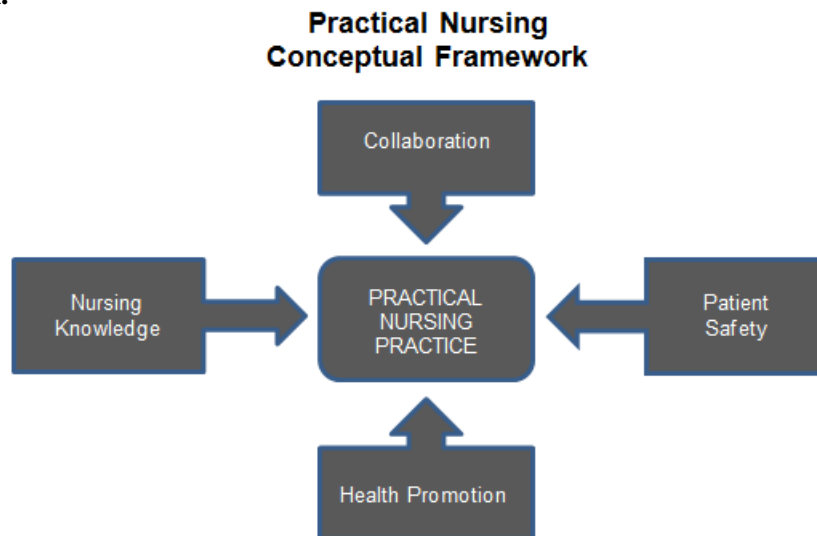 Practical Nursing
Conceptual Framework
Collaboration
Nursing
Knowledge
PRACTICAL
NURSING
PRACTICE
Patient
Safety
Health Promotion